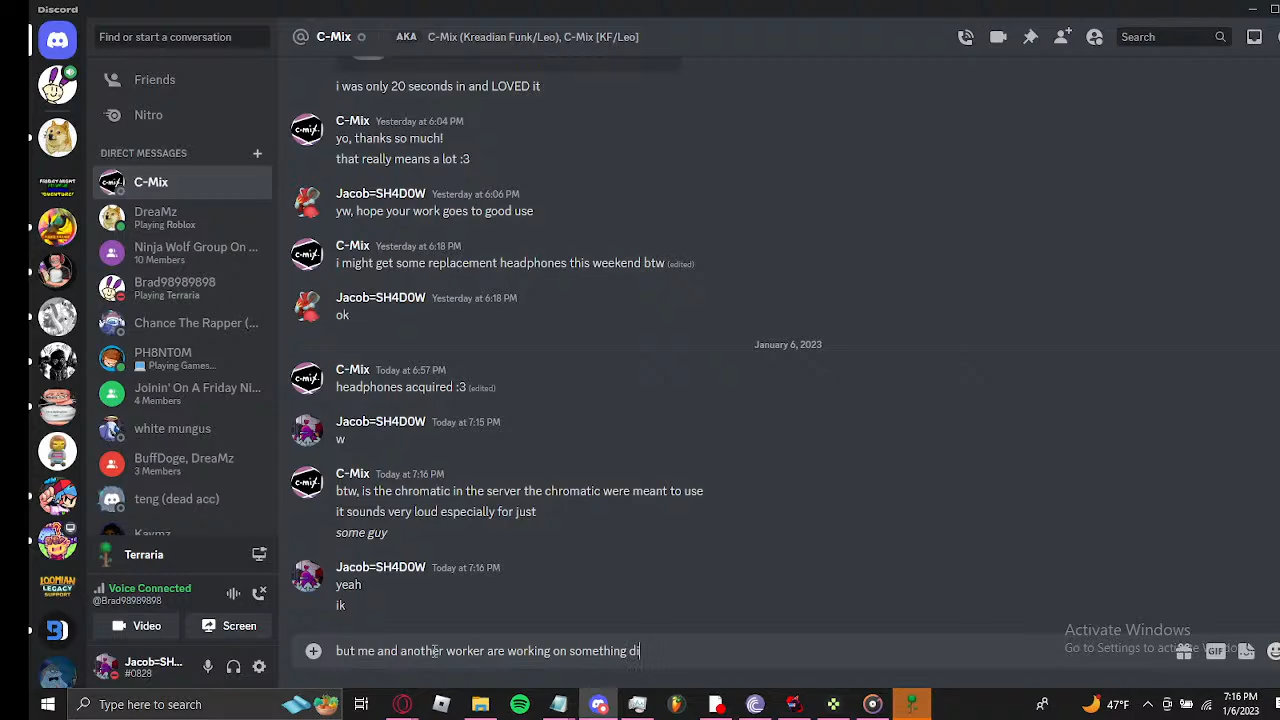 Discord
Find or start a conversation
C-Mix AKA C-Mix (Kreadian Funk/Leo), C-Mix [KF/Leo] Search
Friends
Nitro
DIRECT MESSAGES
C-Mix
DreaMz
Playing Roblox
Ninja Wolf Group On ...
10 Members
Brad98989898
Playing Terraria
Chance The Rapper (...
PH8NT0M
Playing Games...
Joinin' On A Friday Ni...
4 Members
white mungus
BuffDoge, DreaMz
3 Members
teng (dead acc)
Kaymz
Terraria
Voice Connected
@Brad98989898
Video Screen
Jacob=SH...
#0828
LOOMIAN
LEGACY
SUPPORT
i was only 20 seconds in and LOVED it
C-Mix Yesterday at 6:04 PM
yo, thanks so much!
that really means a lot :3
Jacob=SH4D0W Yesterday at 6:06 PM
yw, hope your work goes to good use
C-Mix Yesterday at 6:18 PM
i might get some replacement headphones this weekend btw (edited)
Jacob=SH4D0W Yesterday at 6:18 PM
ok
January 6, 2023
C-Mix Today at 6:57 PM
headphones acquired :3 (edited)
Jacob=SH4D0W Today at 7:15 PM
w
C-Mix Today at 7:16 PM
btw, is the chromatic in the server the chromatic were meant to use
it sounds very loud especially for just
some guy
Jacob=SH4D0W Today at 7:16 PM
yeah
ik
but me and another worker are working on something di
GIF
Activate Windows
Go to Settings to activate Windows.
Type here to search
47°F
7:16 PM
1/6/2023